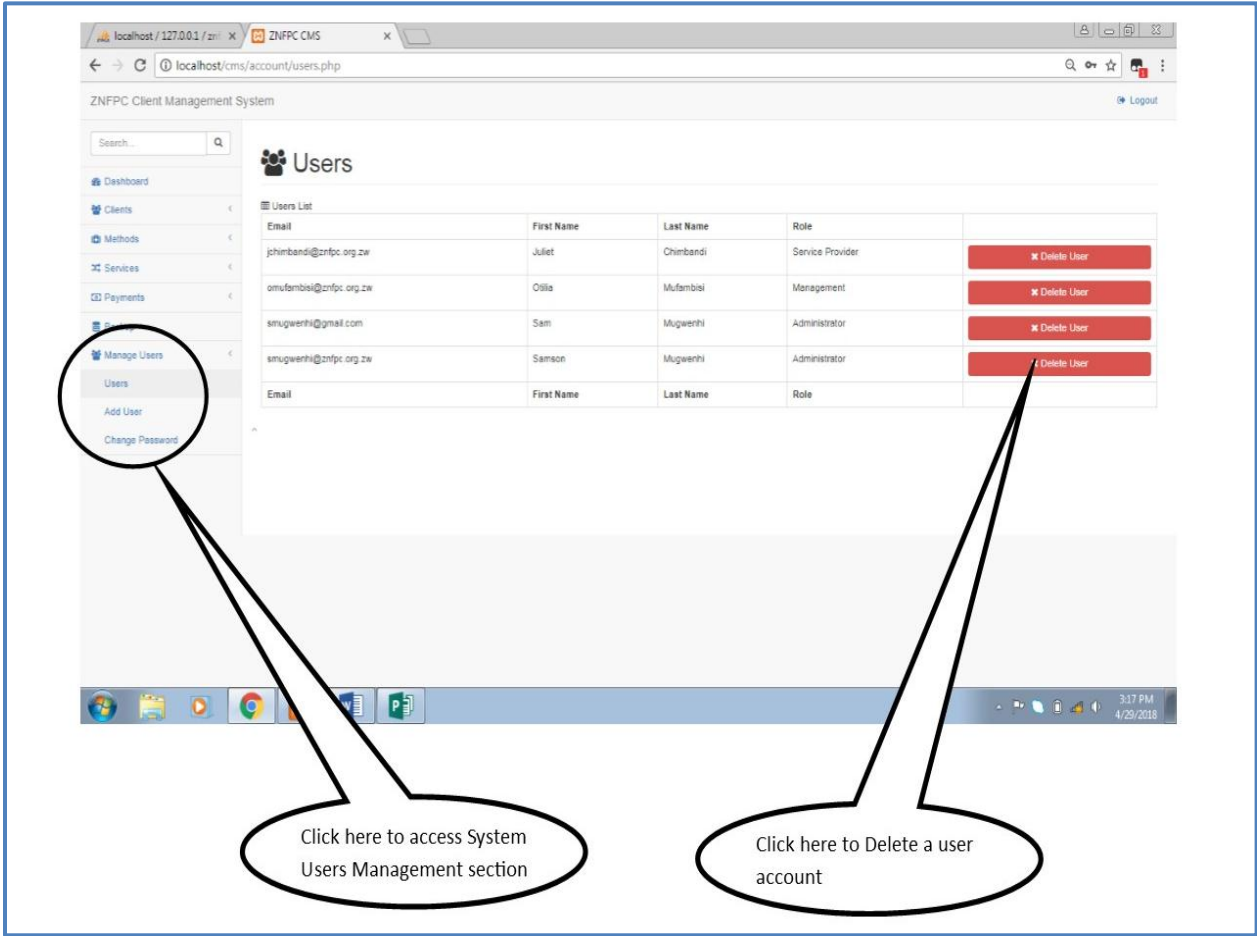 localhost / 127.0.0.1 / znf
ZNFPC CMS
localhost/cms/account/users.php
ZNFPC Client Management System
Logout
Search...
Users
Dashboard
Clients
Methods
Services
Payments
Manage Users
Users
Add User
Change Password
Users List
Email First Name Last Name Role
jchimbandi@znfpc.org.zw Juliet Chimbandi Service Provider Delete User
omufambisi@znfpc.org.zw Otilia Mufambisi Management Delete User
smugwenhi@gmail.com Sam Mugwenhi Administrator Delete User
smugwenhi@znfpc.org.zw Samson Mugwenhi Administrator Delete User
Email First Name Last Name Role
3:17 PM
4/29/2018
Click here to access System
Users Management section
Click here to Delete a user
account